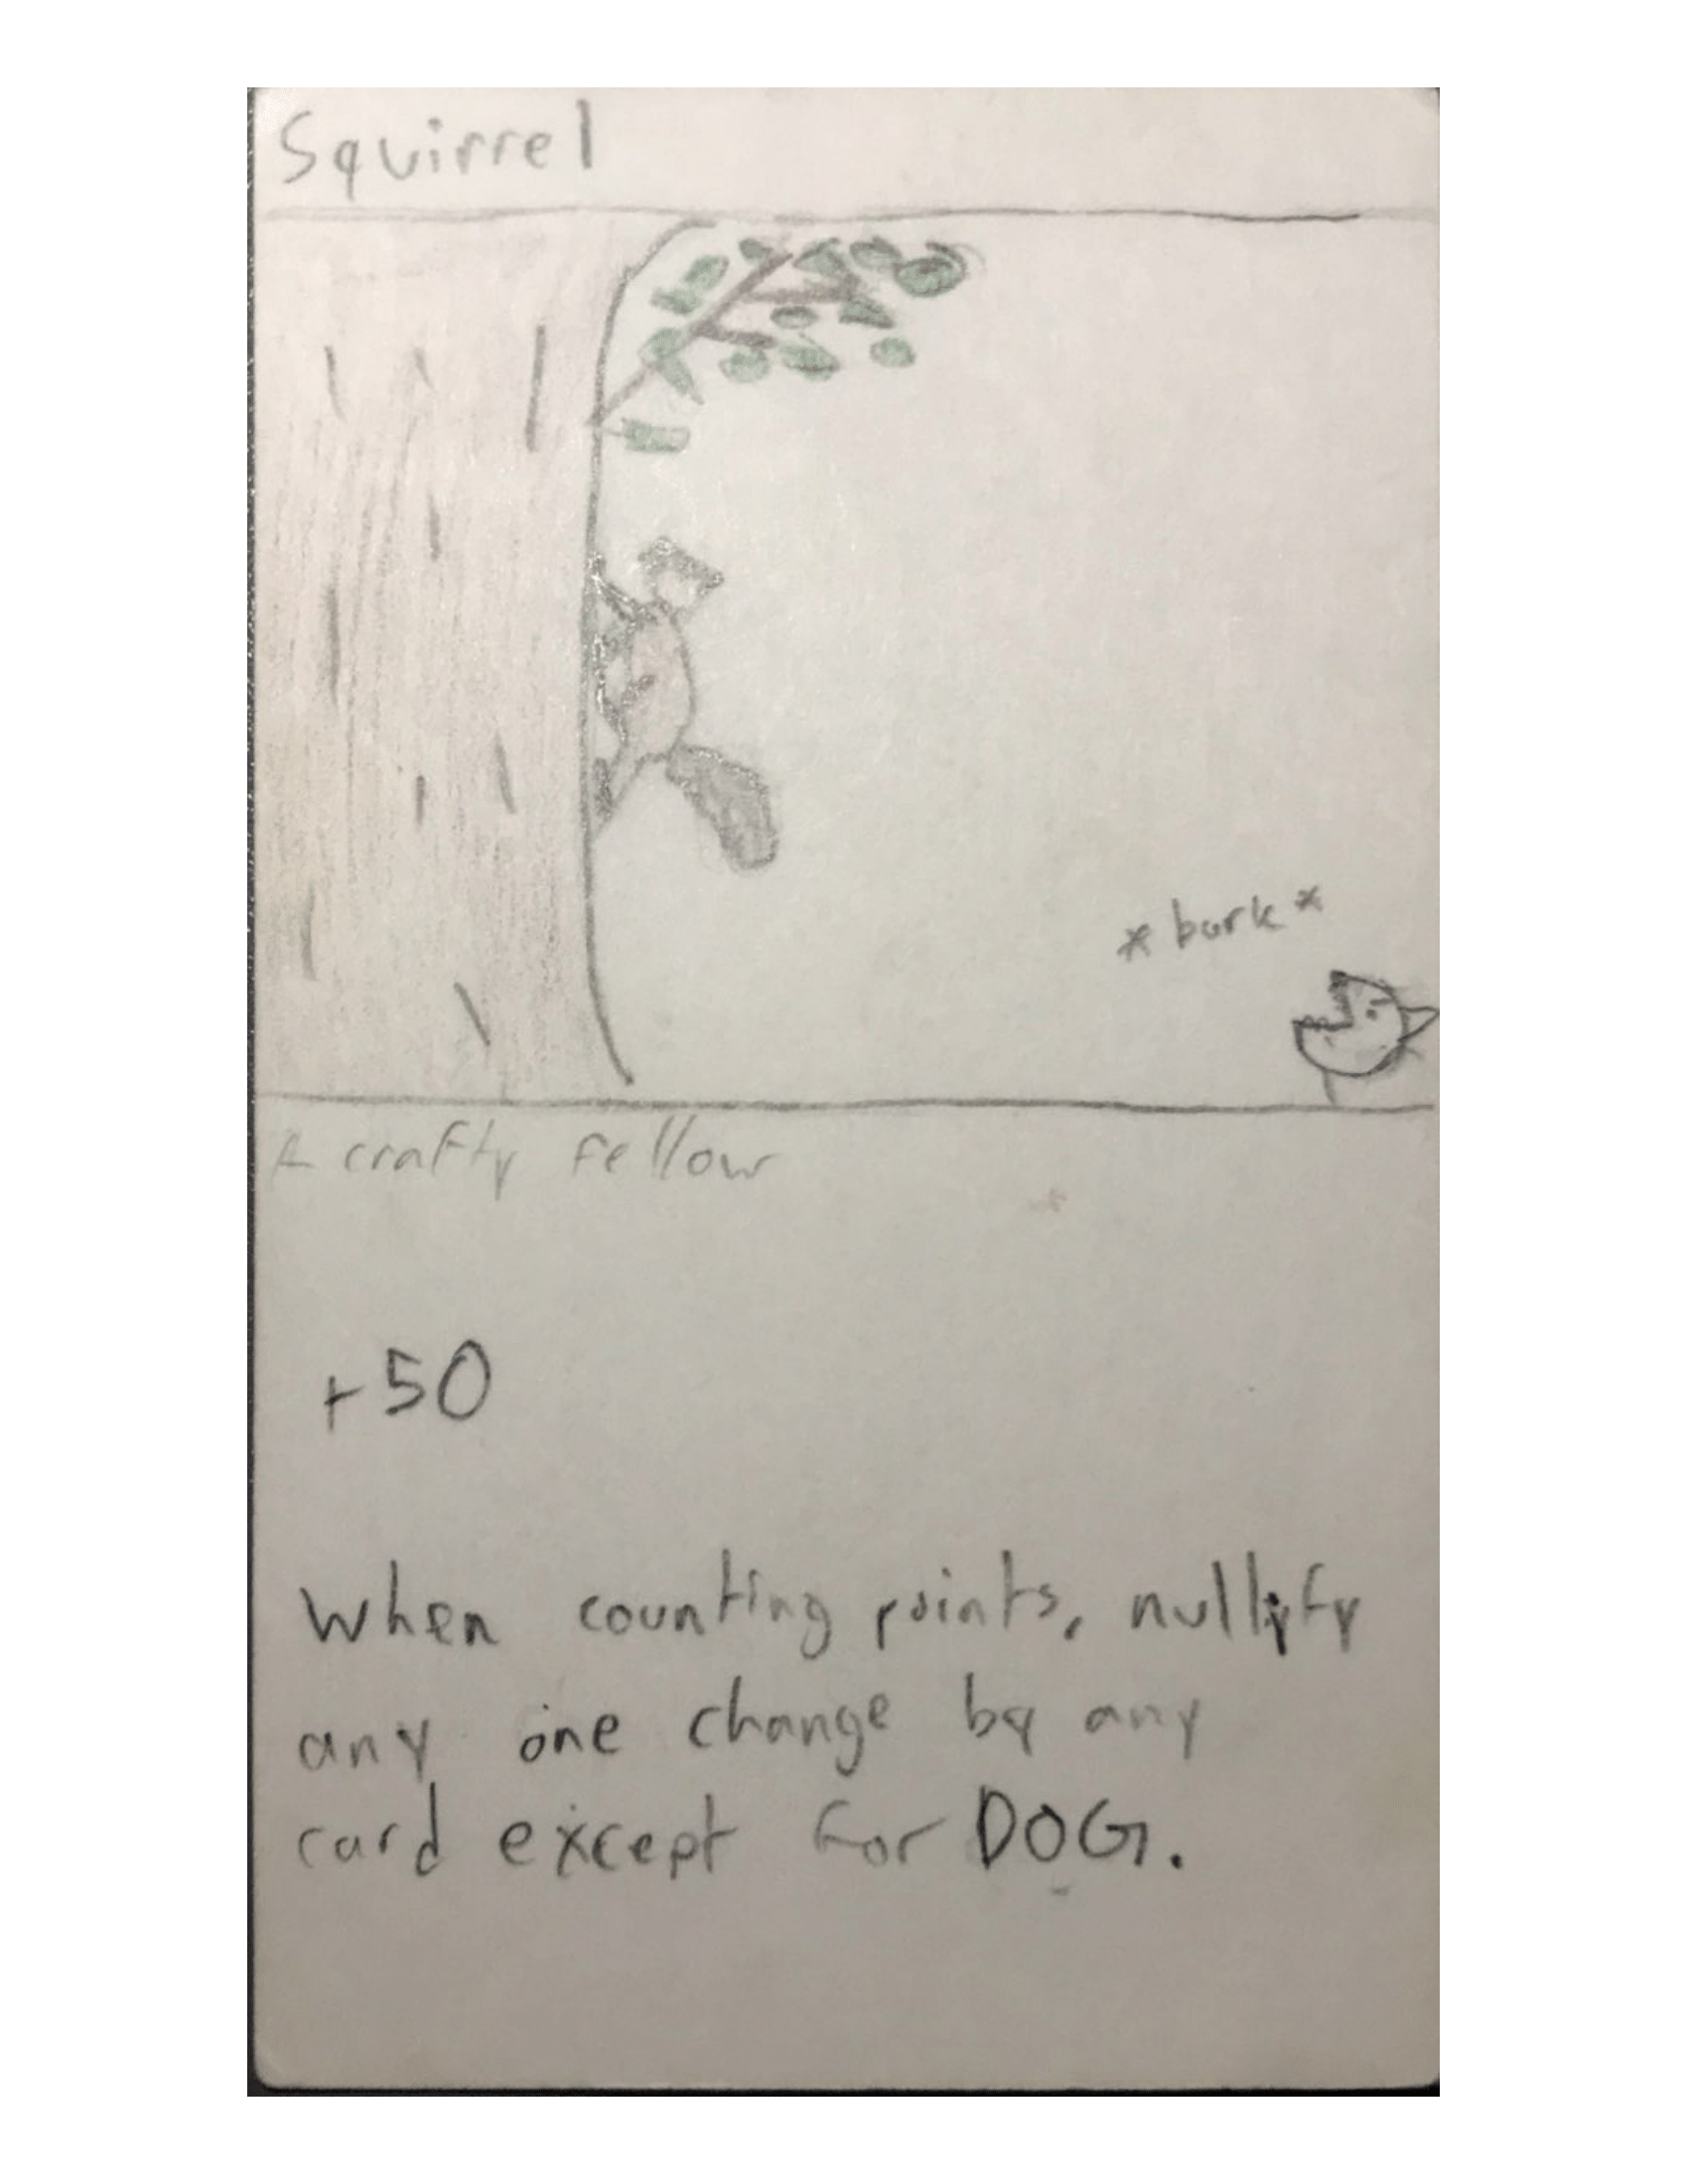 Squirrel
*bark*
A crafty fellow
+50
When counting points, nullify
any one change by any
card except for DOG.